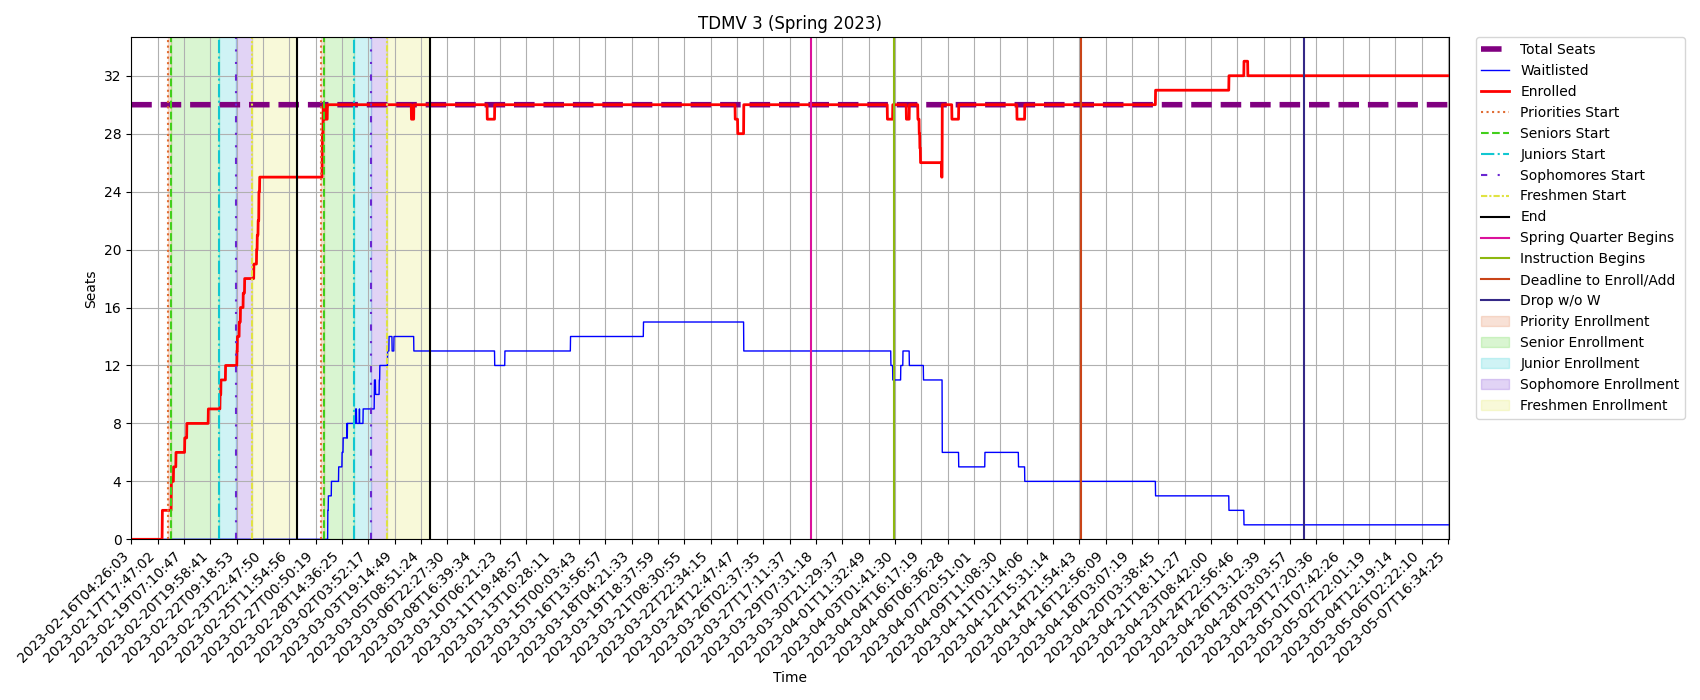 TDMV 3 (Spring 2023)
Seats
32
28
24
20
16
12
8
4
0
2023-02-16T04:26:03
2023-02-17T17:47:02
2023-02-19T07:10:47
2023-02-20T19:58:41
2023-02-22T09:18:53
2023-02-23T22:47:50
2023-02-25T11:54:56
2023-02-27T00:50:19
2023-02-28T14:36:25
2023-03-02T03:52:17
2023-03-03T19:14:49
2023-03-05T08:51:24
2023-03-06T22:27:30
2023-03-08T16:39:34
2023-03-10T06:21:23
2023-03-11T19:48:57
2023-03-13T10:28:11
2023-03-15T00:03:43
2023-03-16T13:56:57
2023-03-18T04:21:33
2023-03-19T18:37:59
2023-03-21T08:30:55
2023-03-22T22:34:15
2023-03-24T12:47:47
2023-03-26T02:37:35
2023-03-27T17:11:37
2023-03-29T07:31:18
2023-03-30T21:29:37
2023-04-01T11:32:49
2023-04-03T01:41:30
2023-04-04T16:17:19
2023-04-06T06:36:28
2023-04-07T20:51:01
2023-04-09T11:08:30
2023-04-11T01:14:06
2023-04-12T15:31:14
2023-04-14T21:54:43
2023-04-16T12:56:09
2023-04-18T03:07:19
2023-04-20T03:38:45
2023-04-21T18:11:27
2023-04-23T08:42:00
2023-04-24T22:56:46
2023-04-26T13:12:39
2023-04-28T03:03:57
2023-04-29T17:20:36
2023-05-01T07:42:26
2023-05-02T22:01:19
2023-05-04T12:19:14
2023-05-06T02:22:10
2023-05-07T16:34:25
Time
Total Seats
Waitlisted
Enrolled
Priorities Start
Seniors Start
Juniors Start
Sophomores Start
Freshmen Start
End
Spring Quarter Begins
Instruction Begins
Deadline to Enroll/Add
Drop w/o W
Priority Enrollment
Senior Enrollment
Junior Enrollment
Sophomore Enrollment
Freshmen Enrollment